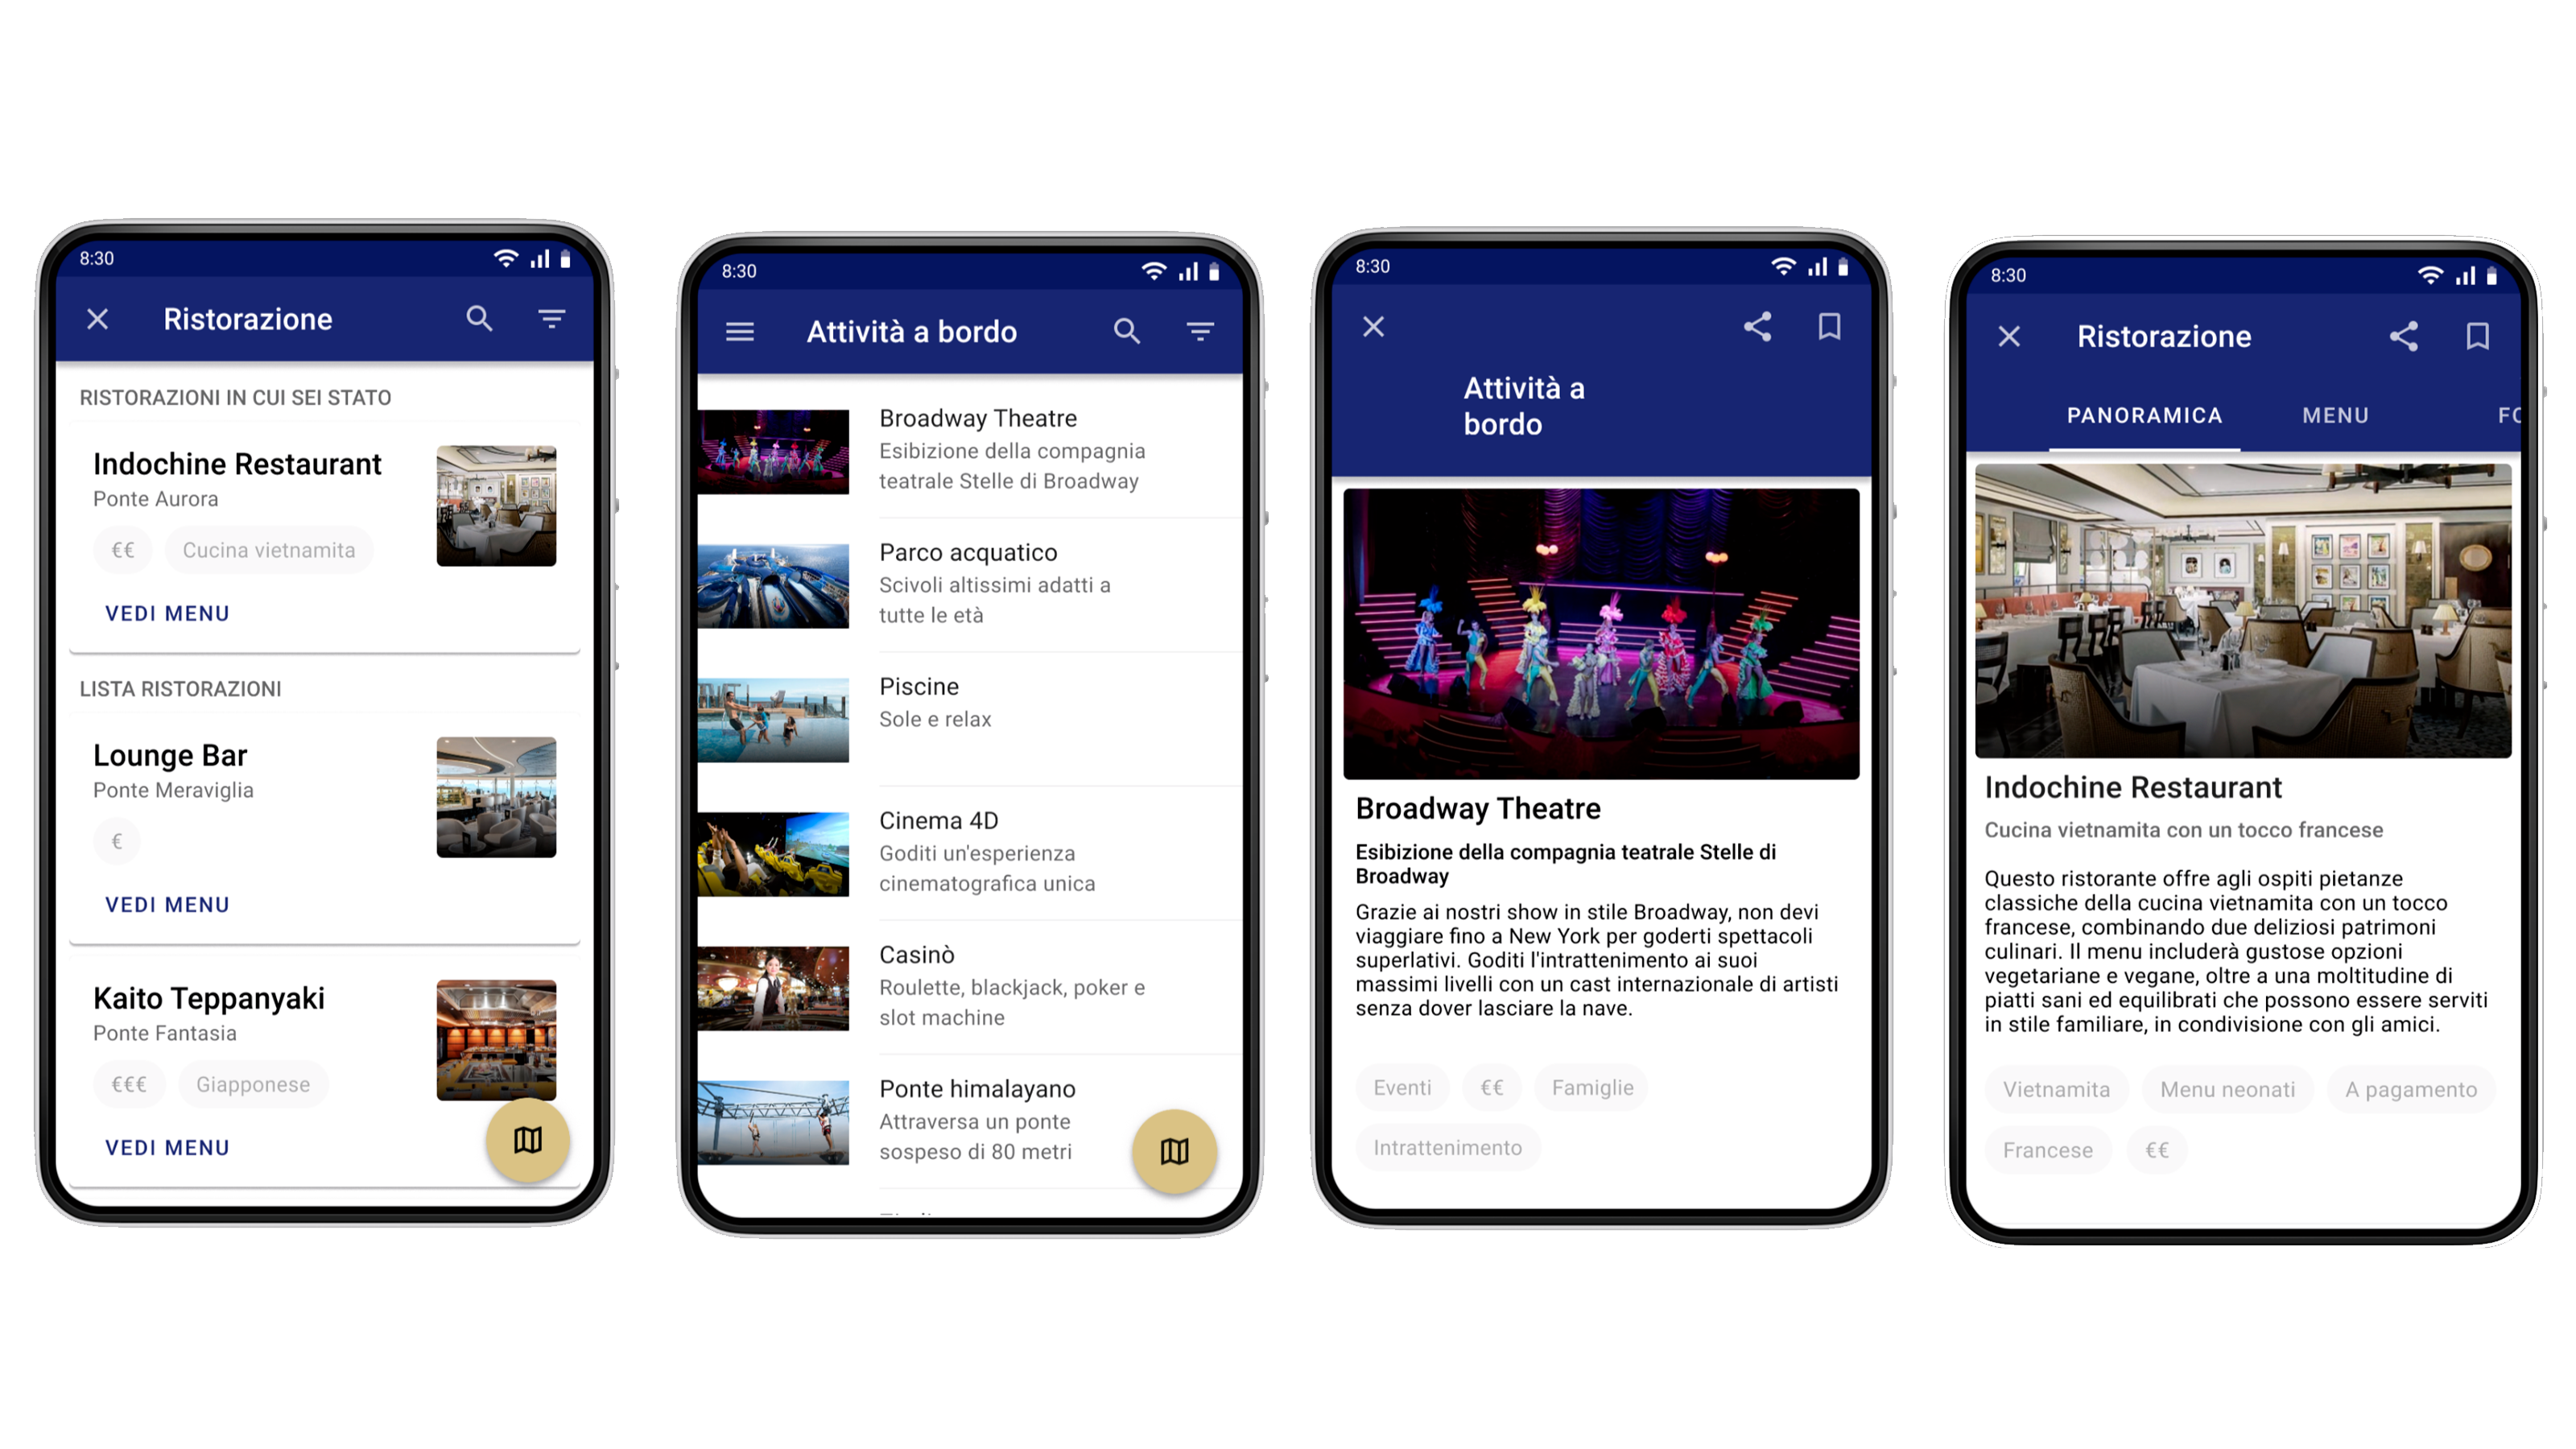 8:30
Ristorazione
RISTORAZIONI IN CUI SEI STATO
Indochine Restaurant
Ponte Aurora
€€
Cucina vietnamita
VEDI MENU
LISTA RISTORAZIONI
Lounge Bar
Ponte Meraviglia
€
VEDI MENU
Kaito Teppanyaki
Ponte Fantasia
€€€
Giapponese
VEDI MENU
8:30
Attività a bordo
Broadway Theatre
Esibizione della compagnia
teatrale Stelle di Broadway
Parco acquatico
Scivoli altissimi adatti a
tutte le età
Piscine
Sole e relax
Cinema 4D
Goditi un'esperienza
cinematografica unica
Casinò
Roulette, blackjack, poker e
slot machine
Ponte himalayano
Attraversa un ponte
sospeso di 80 metri
8:30
Attività a
bordo
Broadway Theatre
Esibizione della compagnia teatrale Stelle di
Broadway
Grazie ai nostri show in stile Broadway, non devi
viaggiare fino a New York per goderti spettacoli
superlativi. Goditi l'intrattenimento ai suoi
massimi livelli con un cast internazionale di artisti
senza dover lasciare la nave.
Eventi
€€
Famiglie
Intrattenimento
8:30
Ristorazione
PANORAMICA
MENU
Indochine Restaurant
Cucina vietnamita con un tocco francese
Questo ristorante offre agli ospiti pietanze
classiche della cucina vietnamita con un tocco
francese, combinando due deliziosi patrimoni
culinari. Il menu includerà gustose opzioni
vegetariane e vegane, oltre a una moltitudine di
piatti sani ed equilibrati che possono essere serviti
in stile familiare, in condivisione con gli amici.
Vietnamita
Menu neonati
A pagamento
Francese
€€